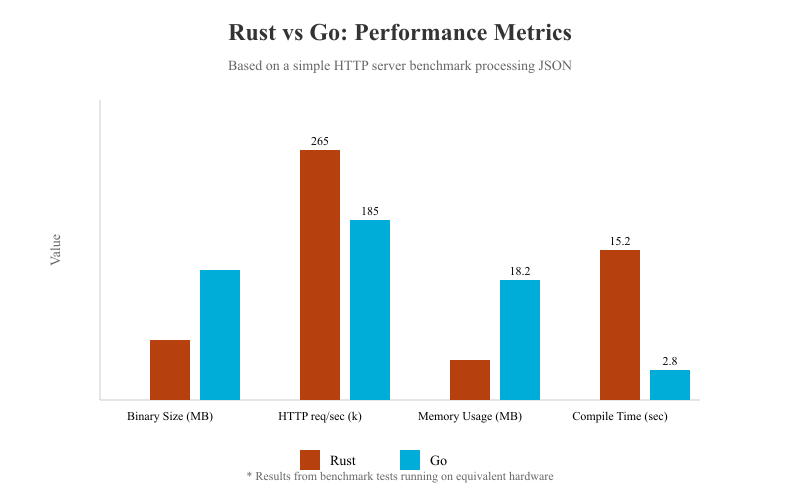 Rust vs Go: Performance Metrics
Based on a simple HTTP server benchmark processing JSON
Value
265
185
18.2
15.2
2.8
Binary Size (MB)
HTTP req/sec (k)
Memory Usage (MB)
Compile Time (sec)
Rust
Go
* Results from benchmark tests running on equivalent hardware